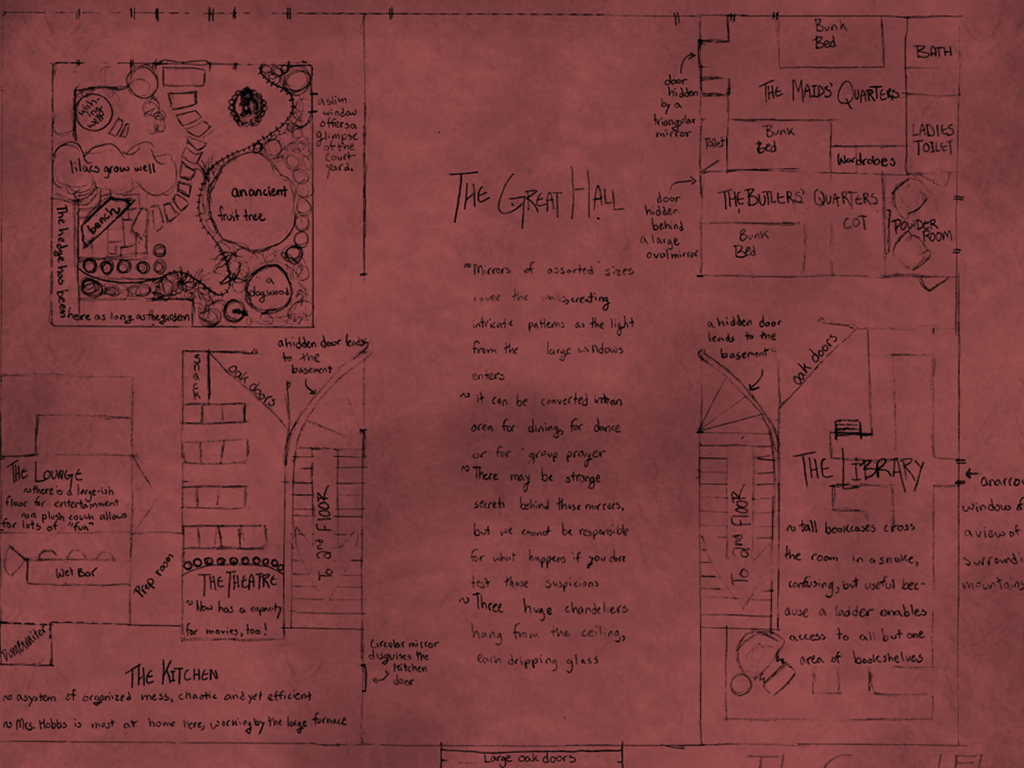 Bunk
Bed
BATH
door
hidden
by a
triangular
mirror
THE MAIDS' QUARTERS
a slim
window
offers a
glimpse
of the
court
yard.
wishing
well
Toilet
Bunk
Bed
LADIES
TOILET
Wardrobes
lilacs grow well
an ancient
fruit tree
THE GREAT HALL
door
hidden
behind
a large
oval mirror
THE BUTLERS' QUARTERS
COT
Bunk
Bed
POWDER
ROOM
bench
The hedge has been
here as long as the garden
a
dogwood
~Mirrors of assorted sizes
cover the walls, creating
intricate patterns as the light
from the large windows
enters
~ it can be converted into an
area for dining, for dance
or for group prayer
~There may be strange
secrets behind those mirrors,
but we cannot be responsible
for what happens if you dare
test those suspicions
~ Three huge chandeliers
hang from the ceiling,
each dripping glass
a hidden door leads
to the
basement
a hidden door
leads to the
basement
SNACK
oak doors
oak doors
THE LOUNGE
~there is a large-ish
floor for entertainment
~a plush couch allows
for lots of "fun"
Wet Bar
Prop room
THE THEATRE
~ Now has a capacity
for movies, too!
To 2nd FLOOR
To 2nd FLOOR
THE LIBRARY
~ tall bookcases cross
the room in a snake,
confusing, but useful bec-
ause a ladder enables
access to all but one
area of bookshelves
a narrow
window of
a view of
surroundi
mountains
Dumbwaiter
Circular mirror
disguises the
kitchen
door
THE KITCHEN
~ a system of organized mess, chaotic and yet efficient
~ Mrs. Hobbs is most at home here, working by the large furnace
Large oak doors